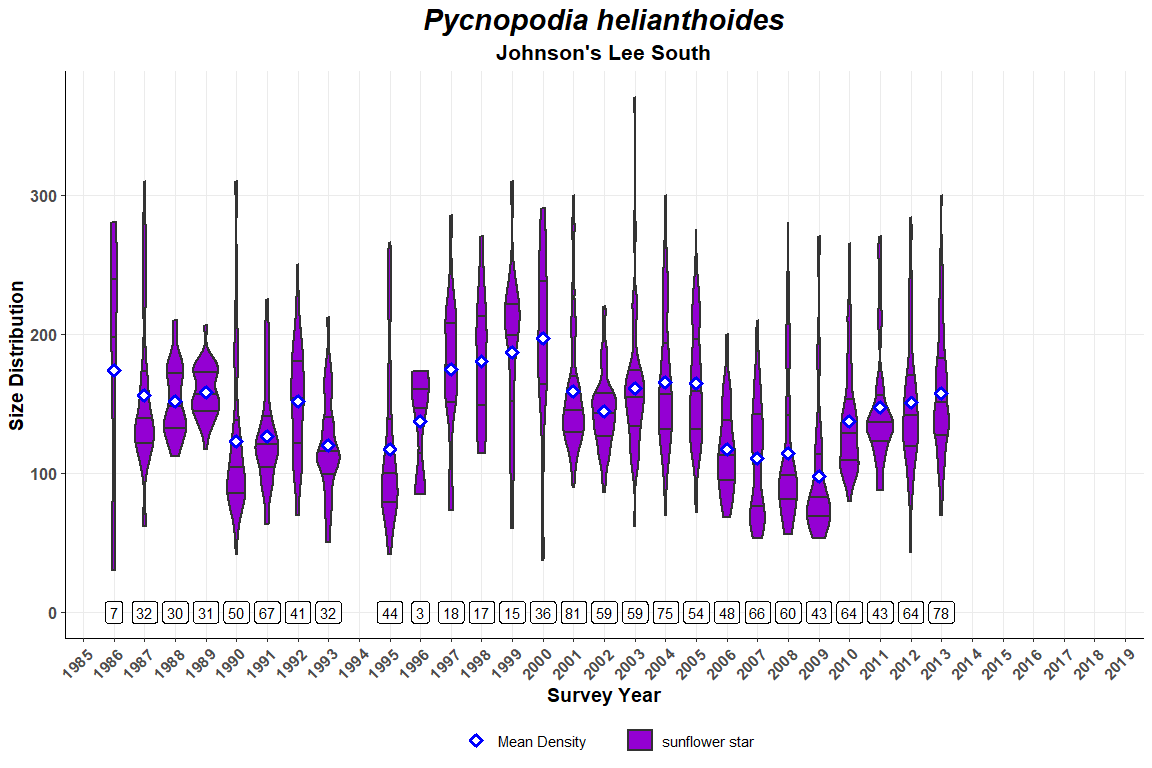 Pycnopodia helianthoides
Johnson's Lee South
Size Distribution
300
200
100
0
7 32 30 31 50 67 41 32 44 3 18 17 15 36 81 59 59 75 54 48 66 60 43 64 43 64 78
1985 1986 1987 1988 1989 1990 1991 1992 1993 1994 1995 1996 1997 1998 1999 2000 2001 2002 2003 2004 2005 2006 2007 2008 2009 2010 2011 2012 2013 2014 2015 2016 2017 2018 2019
Survey Year
Mean Density sunflower star